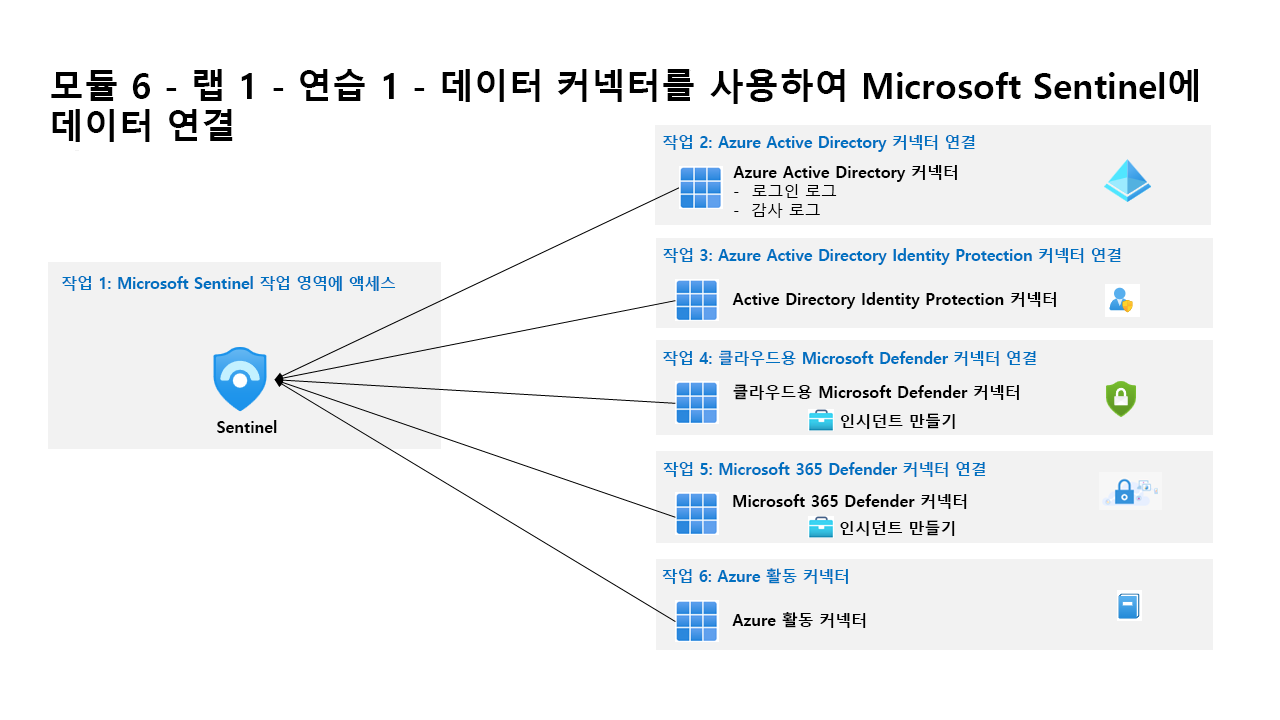 모듈 6 - 랩 1 - 연습 1 - 데이터 커넥터를 사용하여 Microsoft Sentinel에
데이터 연결
작업 1: Microsoft Sentinel 작업 영역에 액세스
Sentinel
작업 2: Azure Active Directory 커넥터 연결
Azure Active Directory 커넥터
- 로그인 로그
- 감사 로그
작업 3: Azure Active Directory Identity Protection 커넥터 연결
Active Directory Identity Protection 커넥터
작업 4: 클라우드용 Microsoft Defender 커넥터 연결
클라우드용 Microsoft Defender 커넥터
인시던트 만들기
작업 5: Microsoft 365 Defender 커넥터 연결
Microsoft 365 Defender 커넥터
인시던트 만들기
작업 6: Azure 활동 커넥터
Azure 활동 커넥터